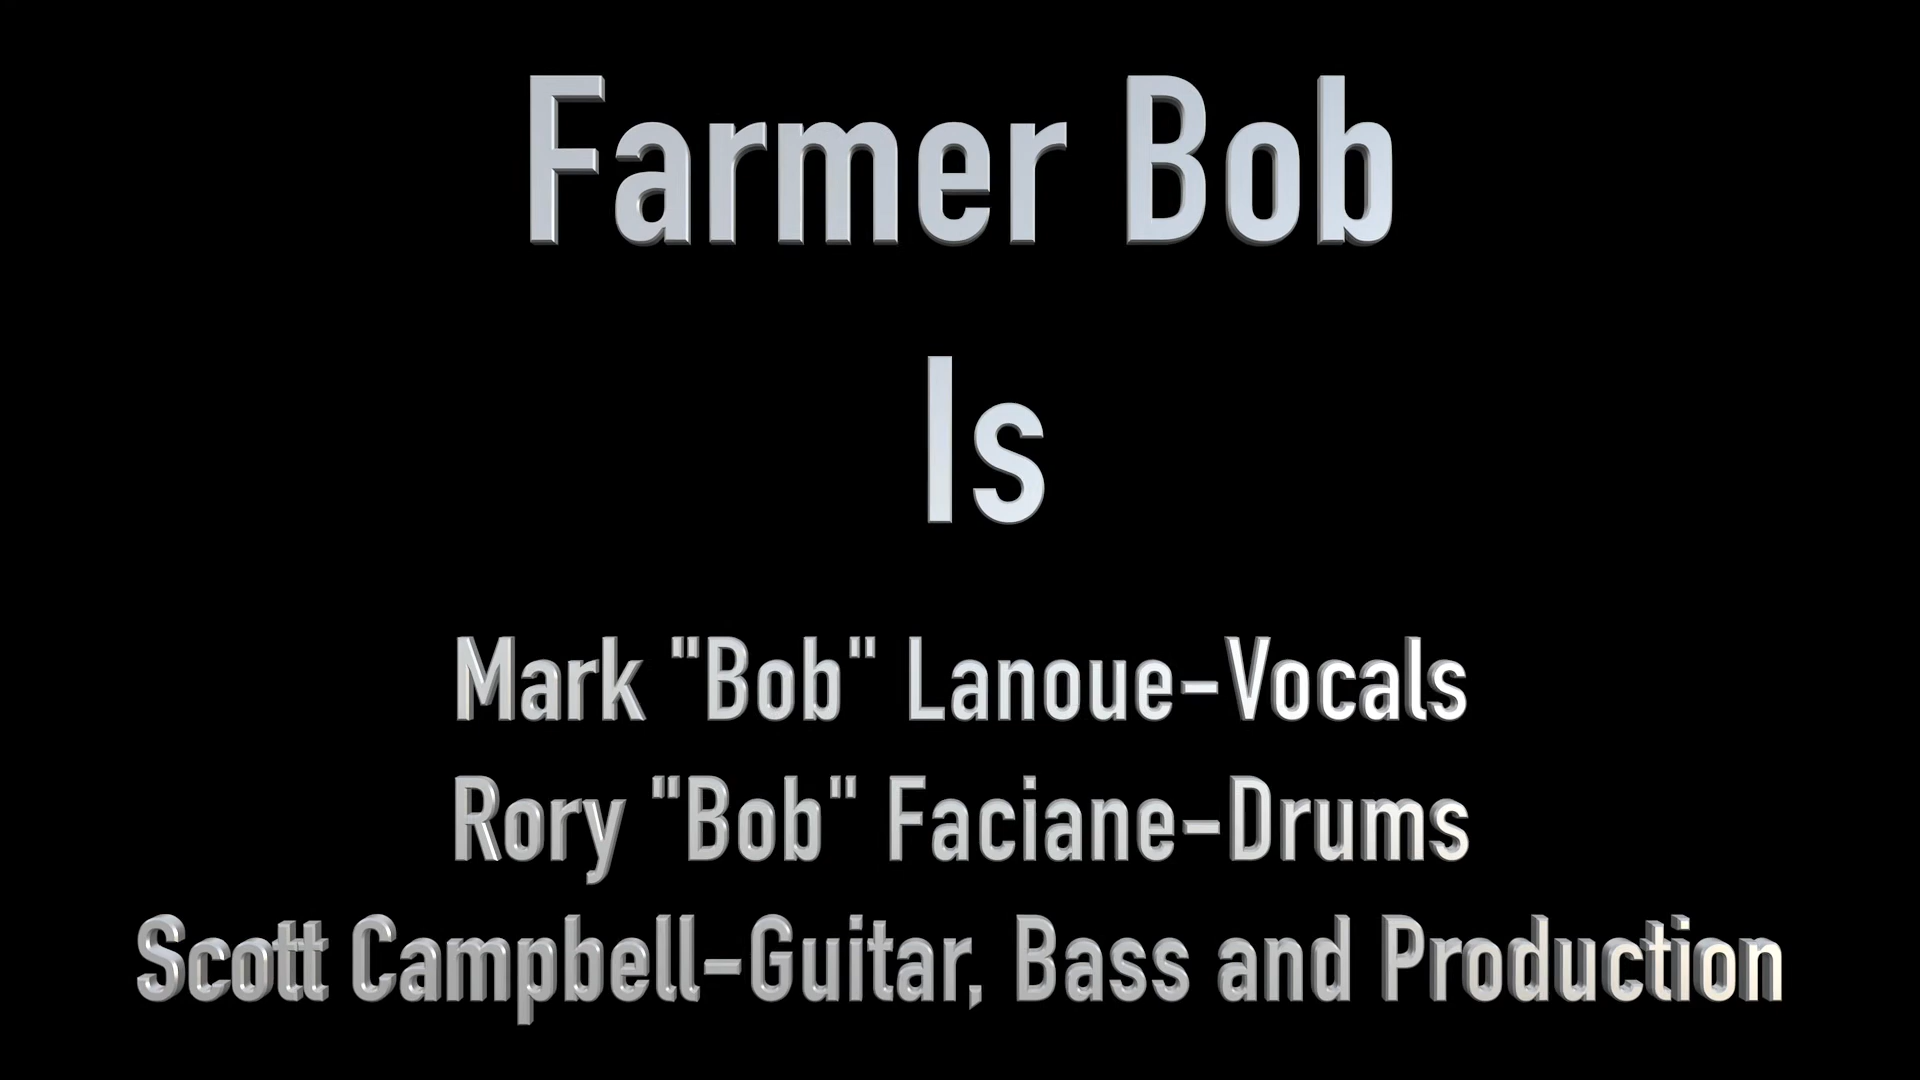 Farmer Bob
Is
Mark "Bob" Lanoue-Vocals
Rory "Bob" Faciane-Drums
Scott Campbell-Guitar, Bass and Production